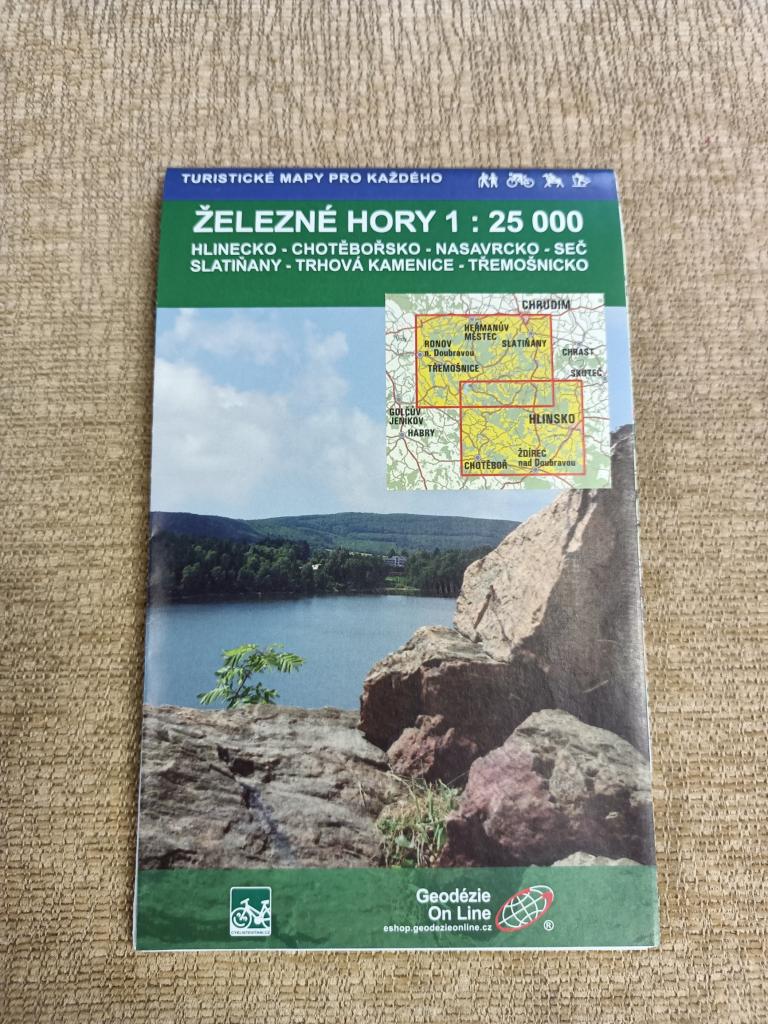 TURISTICKÉ MAPY PRO KAŽDÉHO
ŽELEZNÉ HORY 1 : 25 000
HLINECKO - CHOTĚBOŘSKO - NASAVRCKO - SEČ
SLATIŇANY - TRHOVÁ KAMENICE - TŘEMOŠNICKO
CHRUDIM
HEŘMANŮV
MĚSTEC
SLATIŇANY
RONOV
n. Doubravou
CHRAST
TŘEMOŠNICE
SKUTEČ
GOLČŮV
JENÍKOV
HLINSKO
HABRY
ŽDÍREC
nad Doubravou
CHOTĚBOŘ
Geodézie
On Line
eshop.geodezieonline.cz
®